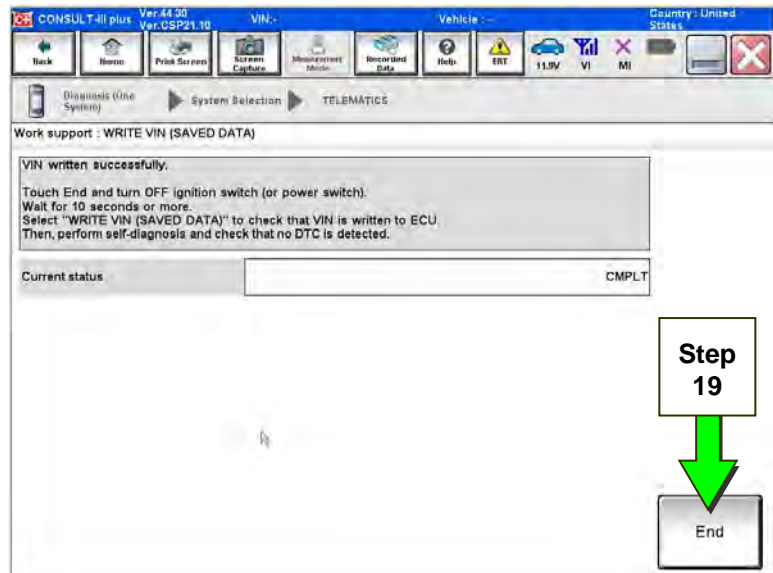 CONSULT-III plus Ver.44.30 VIN:- Vehicle : - Country : United
Ver.CSP21.10 States
Back Home Print Screen Screen Capture Measurement Mode Recorded Data Help ERT 11.9V VI MI
Diagnosis (One System) System Selection TELEMATICS
Work support : WRITE VIN (SAVED DATA)
VIN written successfully.
Touch End and turn OFF ignition switch (or power switch).
Wait for 10 seconds or more.
Select "WRITE VIN (SAVED DATA)" to check that VIN is written to ECU.
Then, perform self-diagnosis and check that no DTC is detected.
Current status CMPLT
Step
19
End